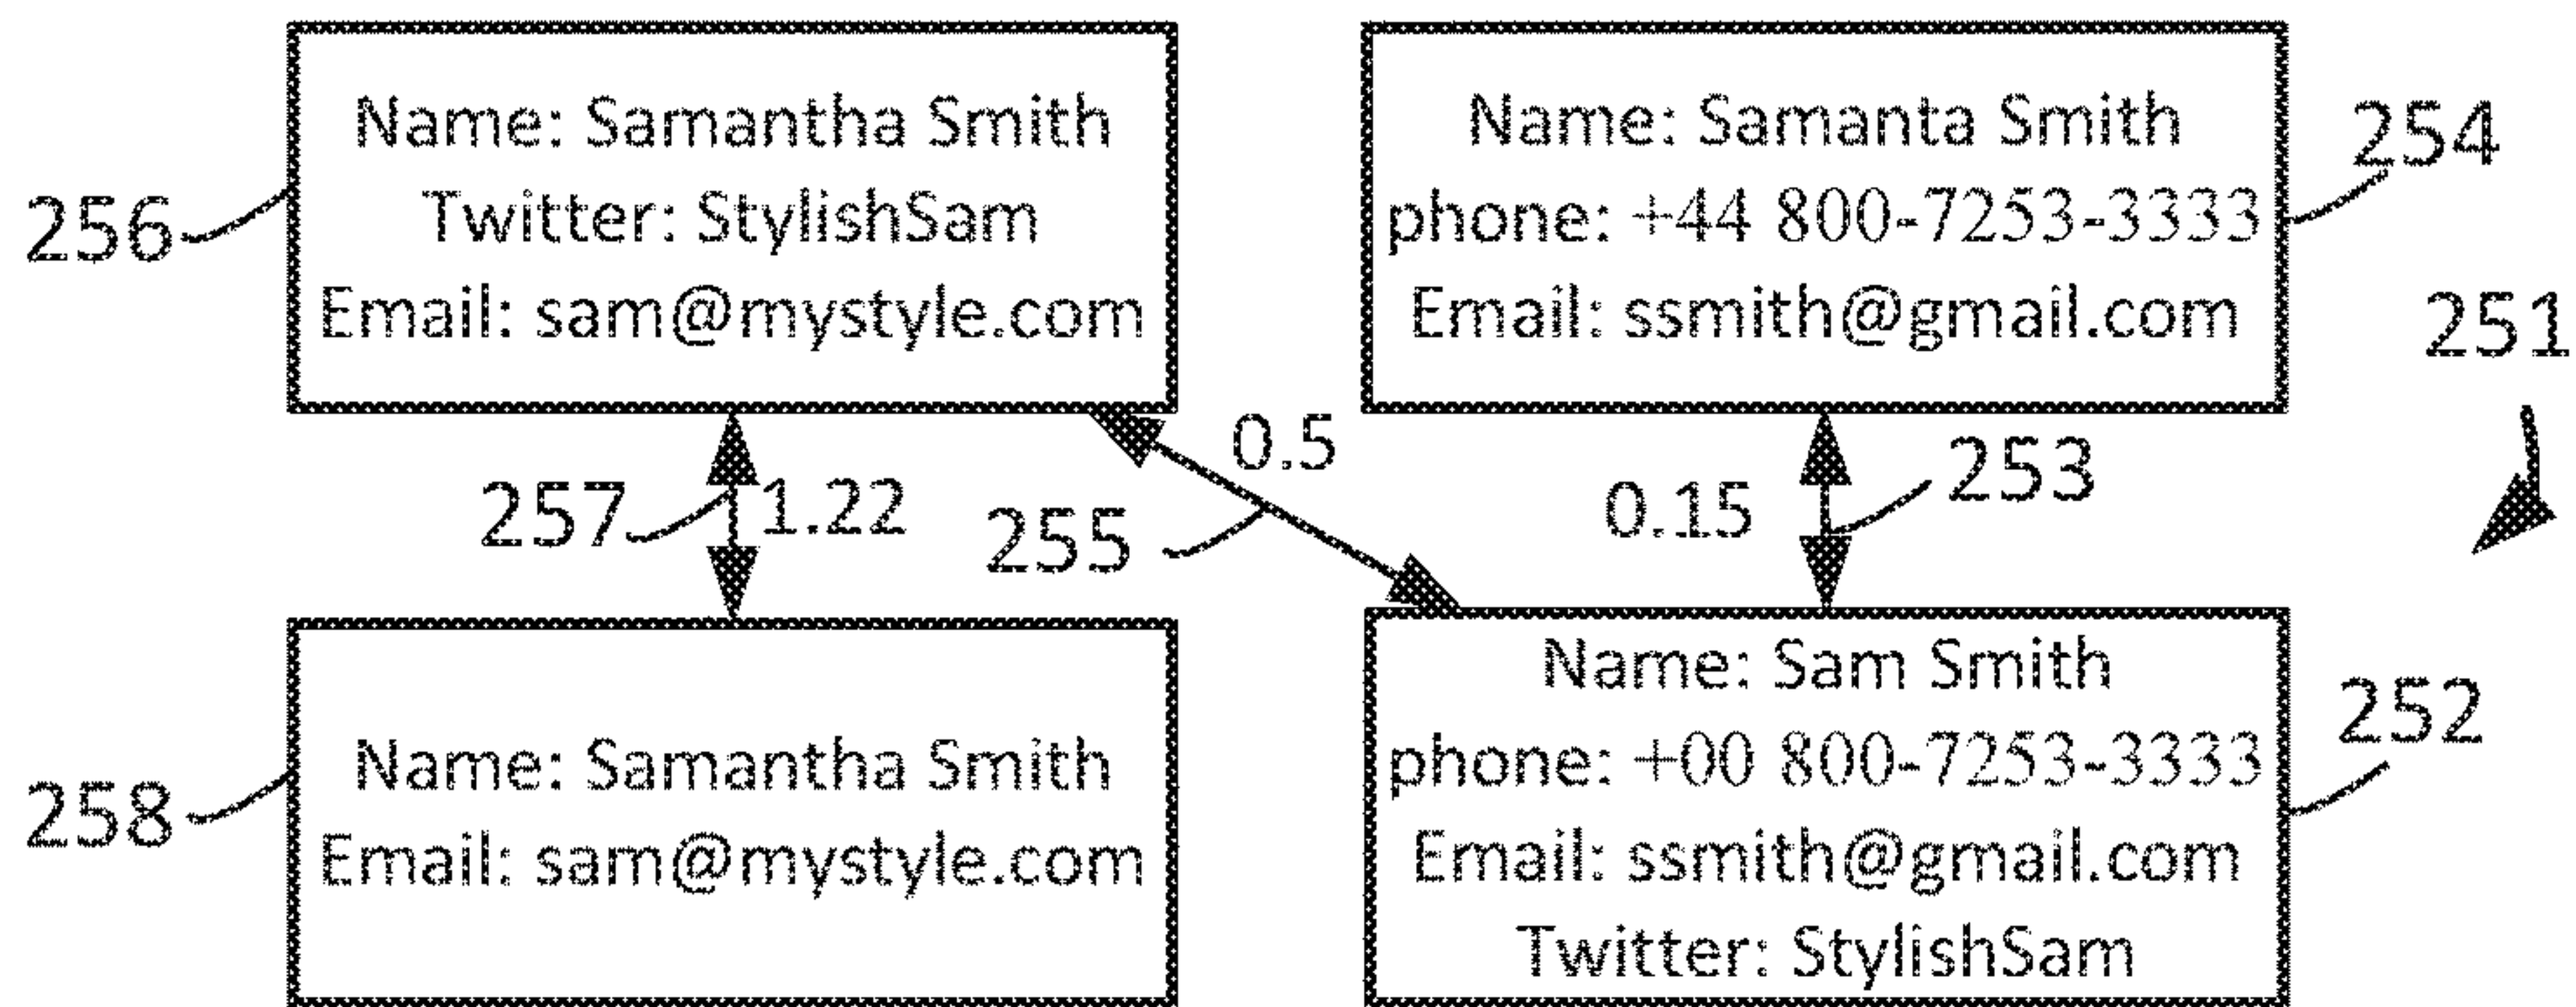 256
Name: Samantha Smith
Twitter: StylishSam
Email: sam@mystyle.com
Name: Samanta Smith
phone: +44 800-7253-3333
Email: ssmith@gmail.com
254
251
257
1.22
255
0.5
0.15
253
258
Name: Samantha Smith
Email: sam@mystyle.com
Name: Sam Smith
phone: +00 800-7253-3333
Email: ssmith@gmail.com
Twitter: StylishSam
252